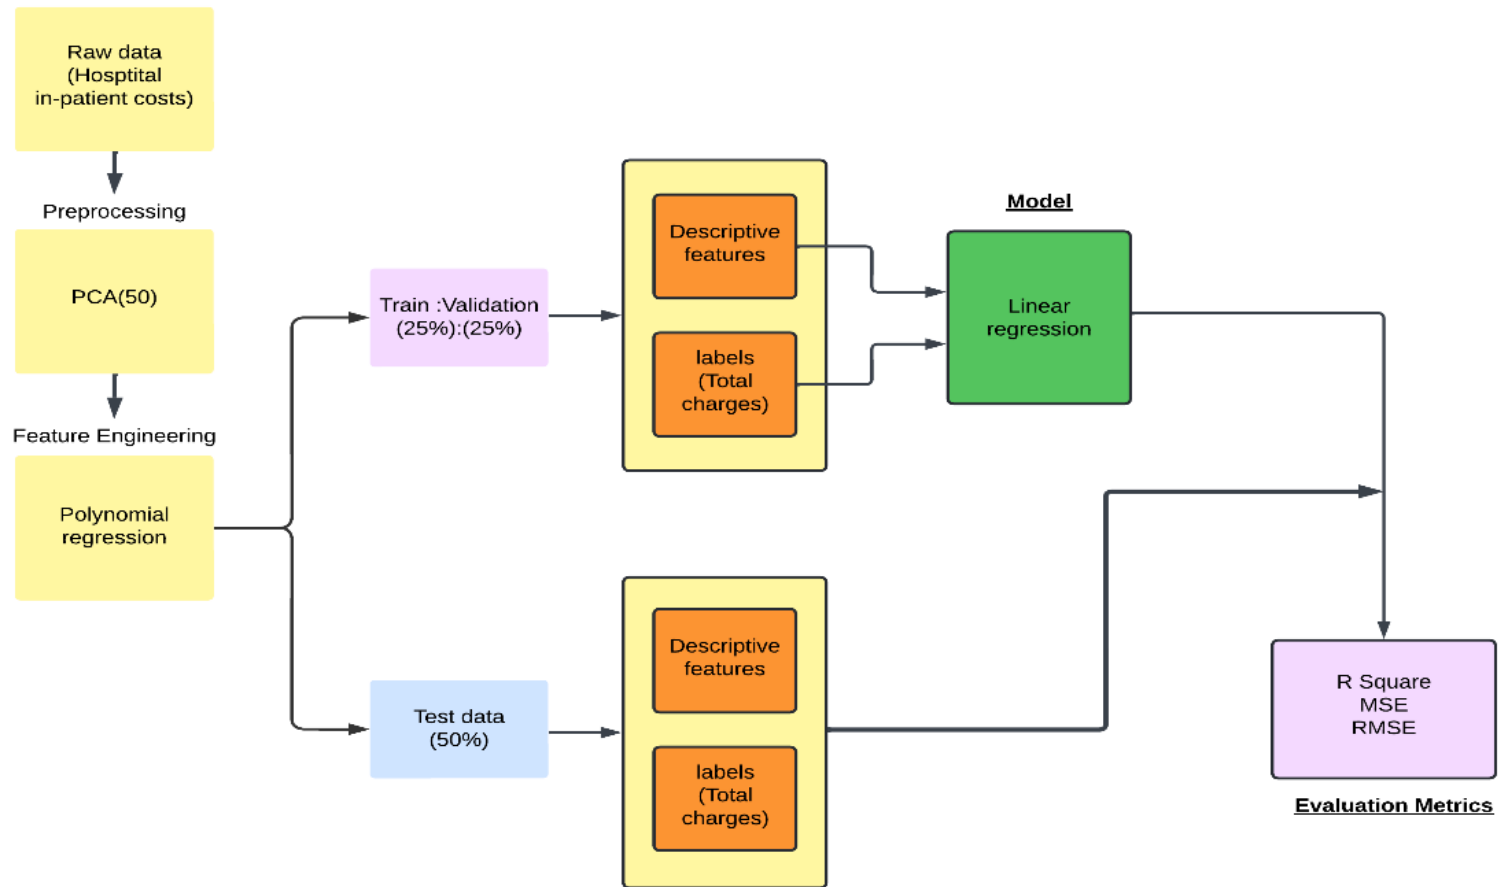 Raw data
(Hosptital
in-patient costs)
Preprocessing
PCA(50)
Feature Engineering
Polynomial
regression
Train :Validation
(25%):(25%)
Descriptive
features
labels
(Total
charges)
Model
Linear
regression
Test data
(50%)
Descriptive
features
labels
(Total
charges)
R Square
MSE
RMSE
Evaluation Metrics